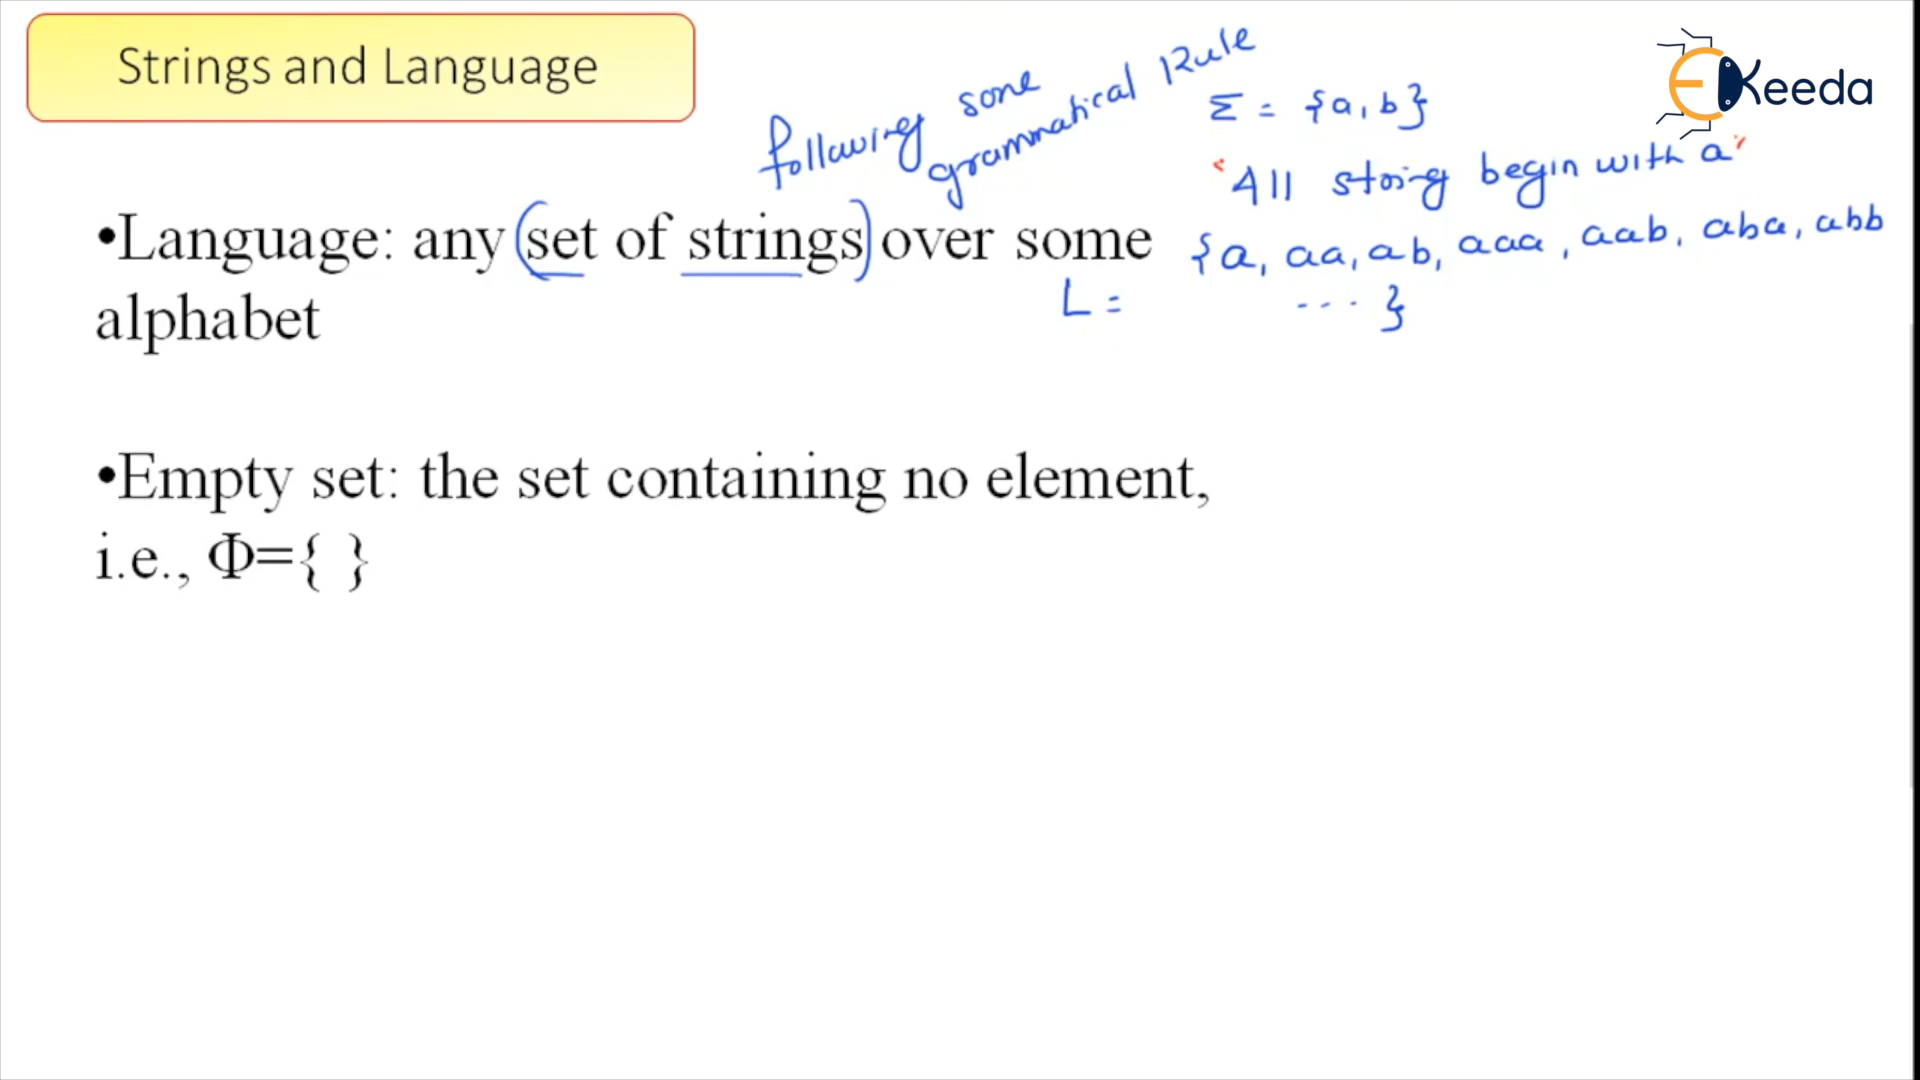 Strings and Language
EKeeda
following some
grammatical Rule
Σ = {a, b}
"All string begin with a"
•Language: any (set of strings) over some
{a, aa, ab, aaa, aab, aba, abb
L = ... }
alphabet
•Empty set: the set containing no element,
i.e., Φ={ }